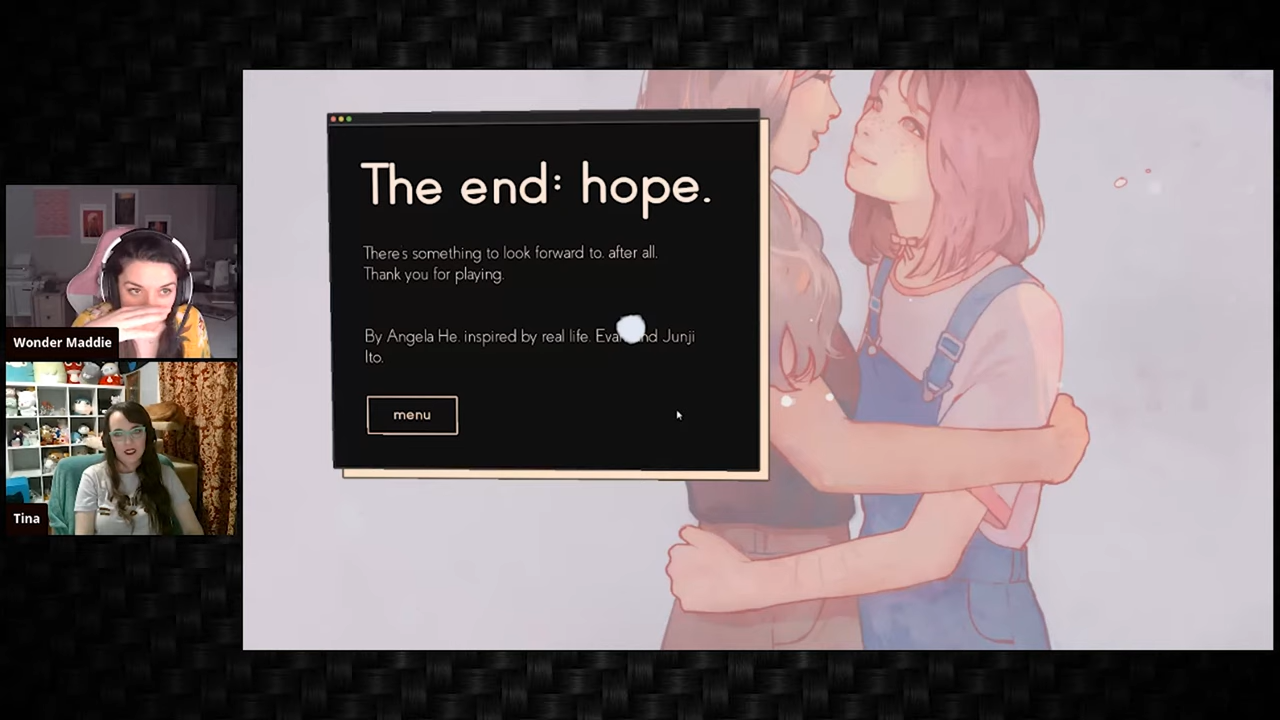 The end: hope.
There's something to look forward to. after all.
Thank you for playing.
By Angela He. inspired by real life. and Junji
Ito.
menu
Wonder Maddie
Tina